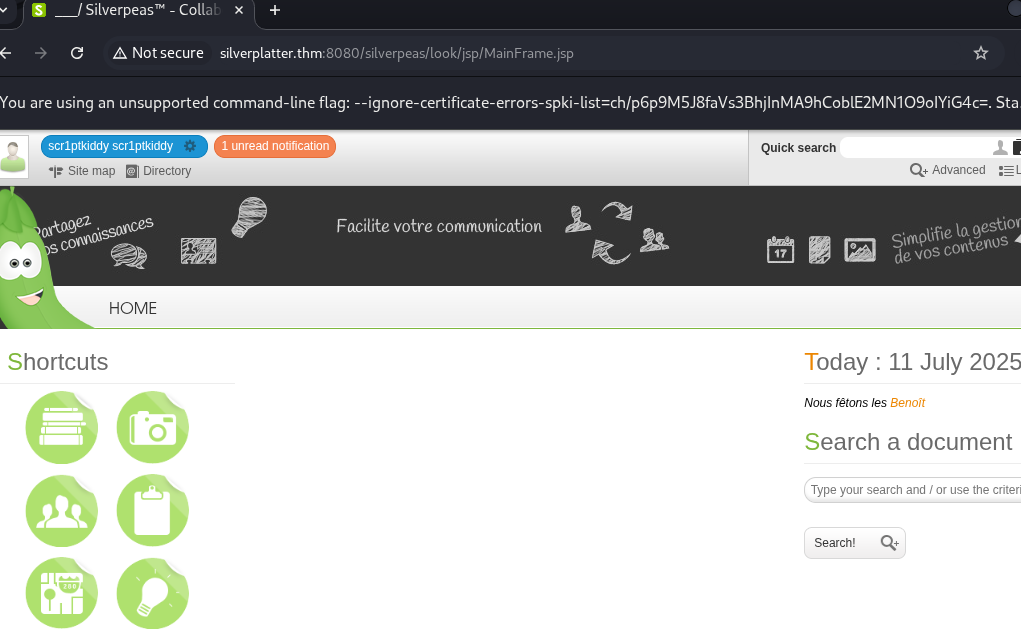 ___/ Silverpeas™ - Collab
Not secure silverplatter.thm:8080/silverpeas/look/jsp/MainFrame.jsp
You are using an unsupported command-line flag: --ignore-certificate-errors-spki-list=ch/p6p9M5J8faVs3BhjInMA9hCoblE2MN1O9oIYiG4c=. Sta
scr1ptkiddy scr1ptkiddy 1 unread notification Quick search
Site map Directory Advanced L
Partagez
vos connaissances
Facilite votre communication
17
Simplifie la gestion
de vos contenus
HOME
Shortcuts
Today : 11 July 2025
Nous fêtons les Benoît
Search a document
Type your search and / or use the criteri
Search!
200